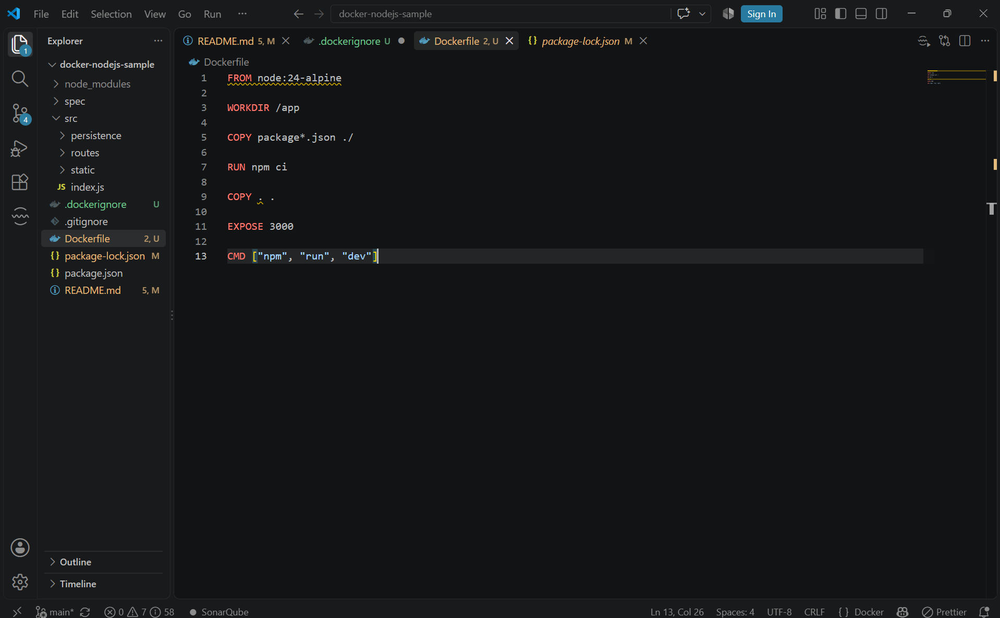 File Edit Selection View Go Run ··· docker-nodejs-sample Sign In
Explorer ···
README.md 5, M
.dockerignore U
Dockerfile 2, U
{} package-lock.json M
docker-nodejs-sample
node_modules
spec
src
persistence
routes
static
JS index.js
.dockerignore U
.gitignore
Dockerfile 2, U
{} package-lock.json M
{} package.json
README.md 5, M
Outline
Timeline
1
4
Dockerfile
1 FROM node:24-alpine
2
3 WORKDIR /app
4
5 COPY package*.json ./
6
7 RUN npm ci
8
9 COPY . .
10
11 EXPOSE 3000
12
13 CMD ["npm", "run", "dev"]
main* 0 7 58 SonarQube Ln 13, Col 26 Spaces: 4 UTF-8 CRLF {} Docker Prettier